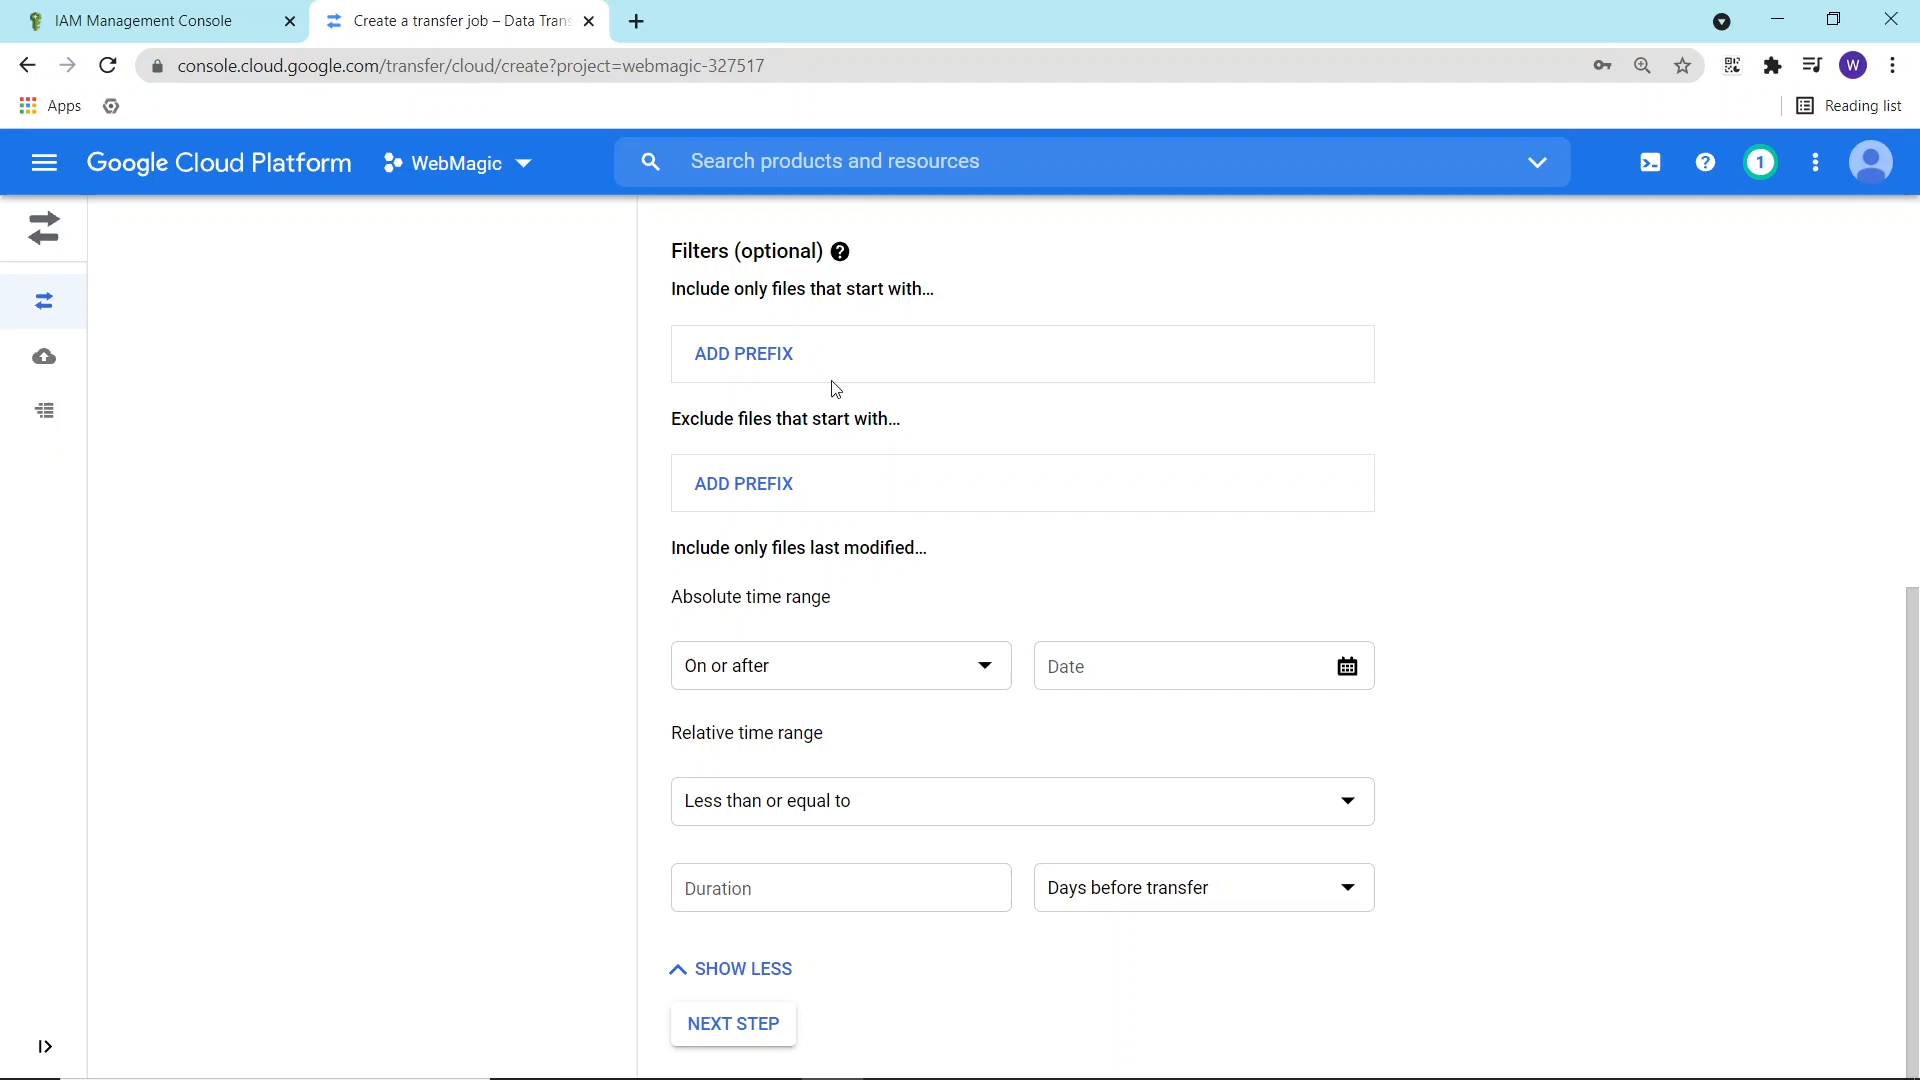 IAM Management Console
Create a transfer job – Data Trans
console.cloud.google.com/transfer/cloud/create?project=webmagic-327517
W
Apps
Reading list
Google Cloud Platform
WebMagic
Search products and resources
1
Filters (optional)
Include only files that start with...
ADD PREFIX
Exclude files that start with...
ADD PREFIX
Include only files last modified...
Absolute time range
On or after
Date
Relative time range
Less than or equal to
Duration
Days before transfer
SHOW LESS
NEXT STEP